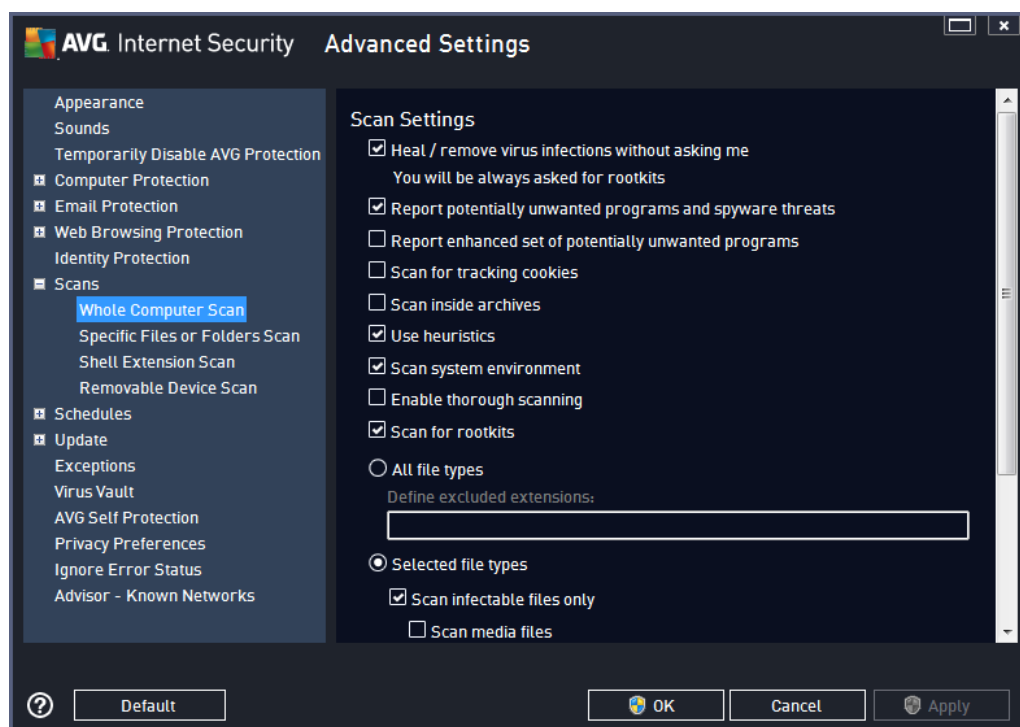 AVG. Internet Security Advanced Settings
Appearance
Sounds
Temporarily Disable AVG Protection
Computer Protection
Email Protection
Web Browsing Protection
Identity Protection
Scans
Whole Computer Scan
Specific Files or Folders Scan
Shell Extension Scan
Removable Device Scan
Schedules
Update
Exceptions
Virus Vault
AVG Self Protection
Privacy Preferences
Ignore Error Status
Advisor - Known Networks
Scan Settings
Heal / remove virus infections without asking me
You will be always asked for rootkits
Report potentially unwanted programs and spyware threats
Report enhanced set of potentially unwanted programs
Scan for tracking cookies
Scan inside archives
Use heuristics
Scan system environment
Enable thorough scanning
Scan for rootkits
All file types
Define excluded extensions:
Selected file types
Scan infectable files only
Scan media files
? Default OK Cancel Apply